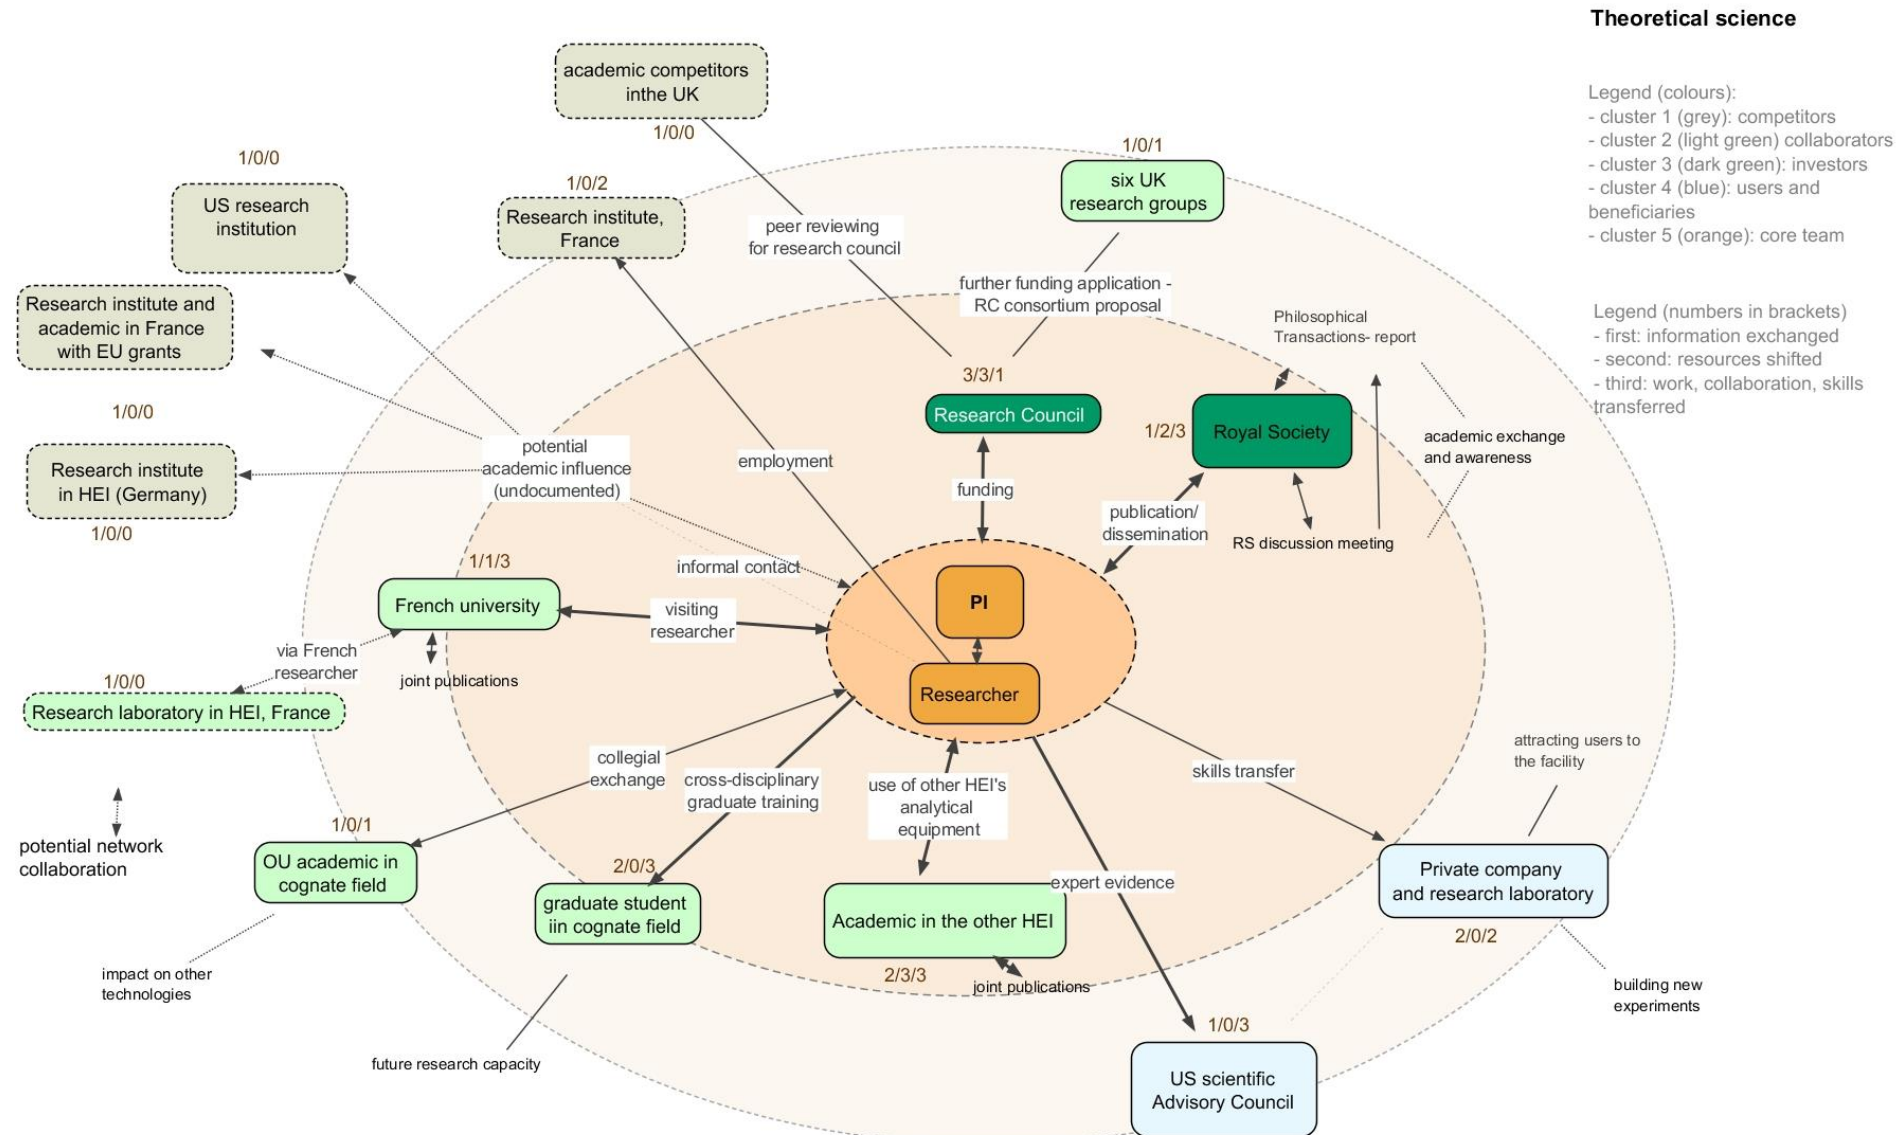 Theoretical science
Legend (colours):
- cluster 1 (grey): competitors
- cluster 2 (light green) collaborators
- cluster 3 (dark green): investors
- cluster 4 (blue): users and
beneficiaries
- cluster 5 (orange): core team
Legend (numbers in brackets)
- first: information exchanged
- second: resources shifted
- third: work, collaboration, skills
transferred
academic competitors
inthe UK
1/0/0
1/0/0
US research
institution
1/0/2
Research institute,
France
1/0/1
six UK
research groups
peer reviewing
for research council
further funding application -
RC consortium proposal
Research institute and
academic in France
with EU grants
Philosophical
Transactions- report
3/3/1
Research Council
1/2/3
Royal Society
academic exchange
and awareness
1/0/0
Research institute
in HEI (Germany)
1/0/0
potential
academic influence
(undocumented)
employment
funding
publication/
dissemination
RS discussion meeting
informal contact
1/1/3
French university
visiting
researcher
PI
Researcher
via French
researcher
joint publications
1/0/0
Research laboratory in HEI, France
collegial
exchange
cross-disciplinary
graduate training
use of other HEI's
analytical
equipment
skills transfer
attracting users to
the facility
potential network
collaboration
1/0/1
OU academic in
cognate field
2/0/3
graduate student
iin cognate field
Academic in the other HEI
2/3/3
joint publications
expert evidence
Private company
and research laboratory
2/0/2
impact on other
technologies
building new
experiments
future research capacity
1/0/3
US scientific
Advisory Council